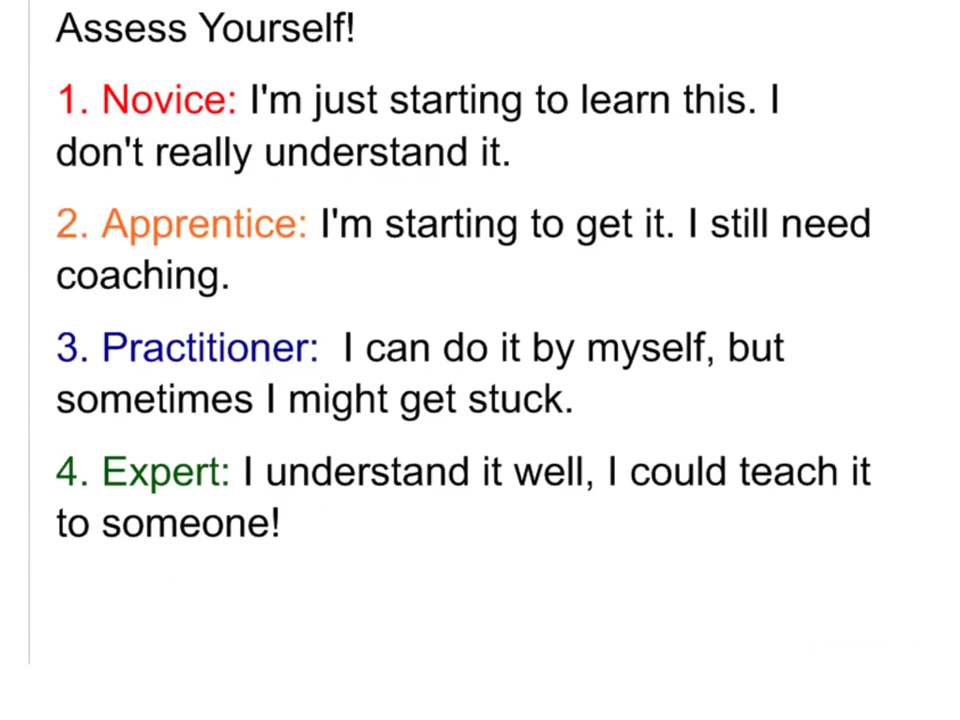 Assess Yourself!
1. Novice: I'm just starting to learn this. I
don't really understand it.
2. Apprentice: I'm starting to get it. I still need
coaching.
3. Practitioner:  I can do it by myself, but
sometimes I might get stuck.
4. Expert: I understand it well, I could teach it
to someone!